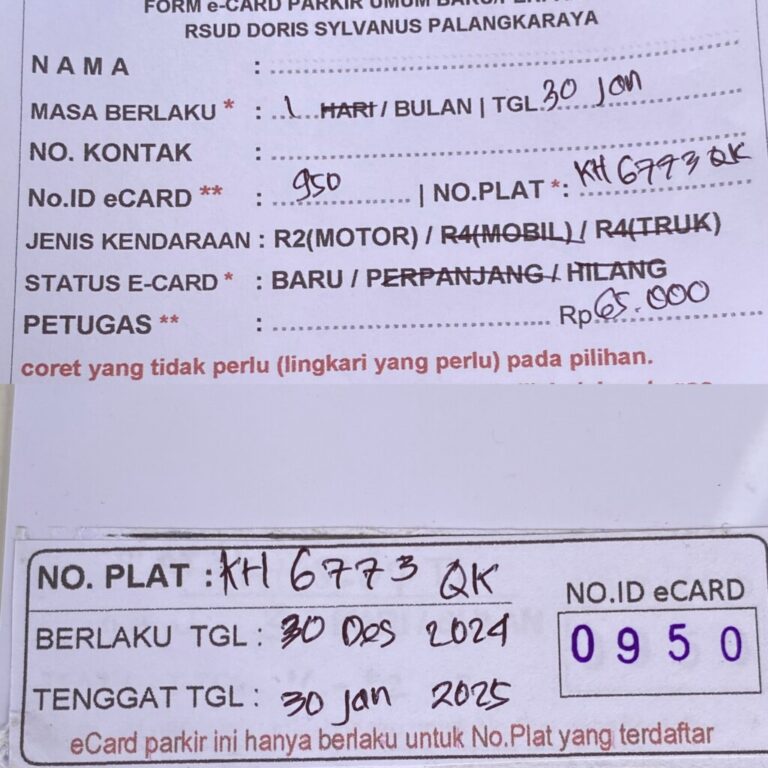 FORM e-CARD PARKIR UMUM
RSUD DORIS SYLVANUS PALANGKARAYA
NAMA :
MASA BERLAKU * : 1 HARI / BULAN | TGL 30 Jan
NO. KONTAK :
No.ID eCARD ** : 950 | NO.PLAT *: KH 6773 QK
JENIS KENDARAAN : R2(MOTOR) / R4(MOBIL) / R4(TRUK)
STATUS E-CARD * : BARU / PERPANJANG / HILANG
PETUGAS ** : Rp 65.000
coret yang tidak perlu (lingkari yang perlu) pada pilihan.
NO. PLAT : KH 6773 QK
BERLAKU TGL : 30 Des 2024
TENGGAT TGL : 30 Jan 2025
NO.ID eCARD
0950
eCard parkir ini hanya berlaku untuk No.Plat yang terdaftar